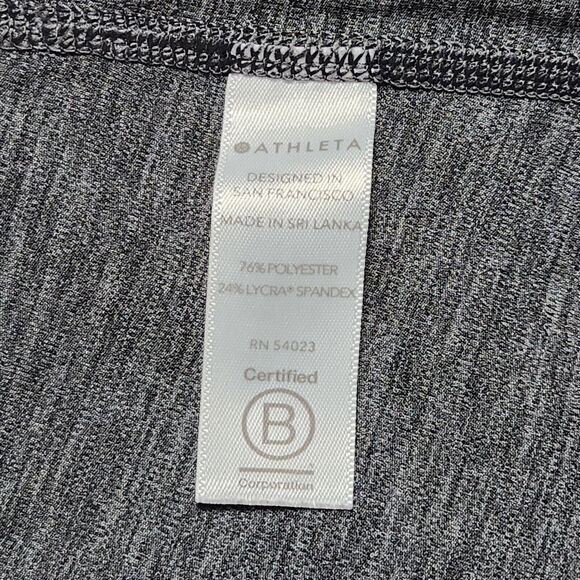 ATHLETA
DESIGNED IN
SAN FRANCISCO
MADE IN SRI LANKA
76% POLYESTER
24% LYCRA® SPANDEX
RN 54023
Certified
B
Corporation